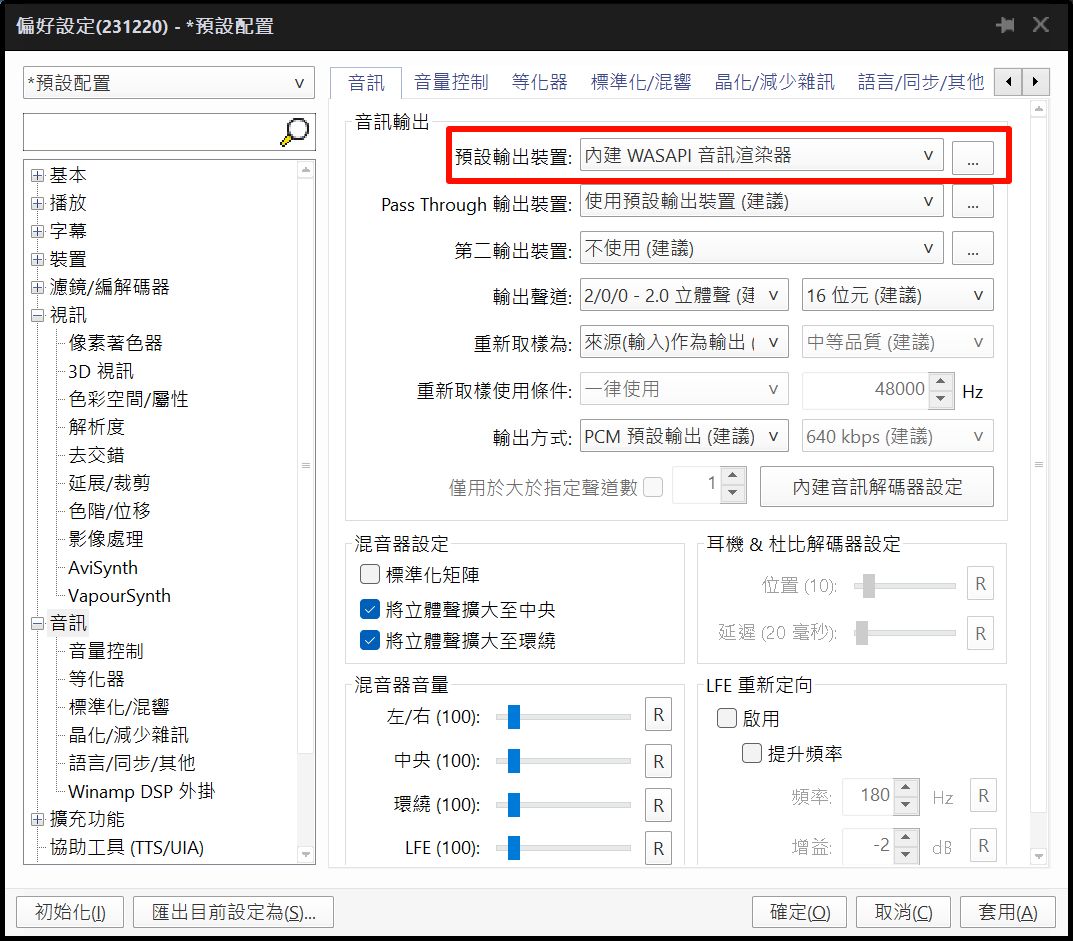 偏好設定(231220) - *預設配置
*預設配置
基本
播放
字幕
裝置
濾鏡/編解碼器
視訊
像素著色器
3D 視訊
色彩空間/屬性
解析度
去交錯
延展/裁剪
色階/位移
影像處理
AviSynth
VapourSynth
音訊
音量控制
等化器
標準化/混響
晶化/減少雜訊
語言/同步/其他
Winamp DSP 外掛
擴充功能
協助工具 (TTS/UIA)
音訊 音量控制 等化器 標準化/混響 晶化/減少雜訊 語言/同步/其他
音訊輸出
預設輸出裝置: 內建 WASAPI 音訊渲染器 ...
Pass Through 輸出裝置: 使用預設輸出裝置 (建議) ...
第二輸出裝置: 不使用 (建議) ...
輸出聲道: 2/0/0 - 2.0 立體聲 (建 16 位元 (建議)
重新取樣為: 來源(輸入)作為輸出 ( 中等品質 (建議)
重新取樣使用條件: 一律使用 48000 Hz
輸出方式: PCM 預設輸出 (建議) 640 kbps (建議)
僅用於大於指定聲道數 1 內建音訊解碼器設定
混音器設定
標準化矩陣
將立體聲擴大至中央
將立體聲擴大至環繞
耳機 & 杜比解碼器設定
位置 (10): R
延遲 (20 毫秒): R
混音器音量
左/右 (100): R
中央 (100): R
環繞 (100): R
LFE (100): R
LFE 重新定向
啟用
提升頻率
頻率: 180 Hz R
增益: -2 dB R
初始化(I) 匯出目前設定為(S)... 確定(O) 取消(C) 套用(A)